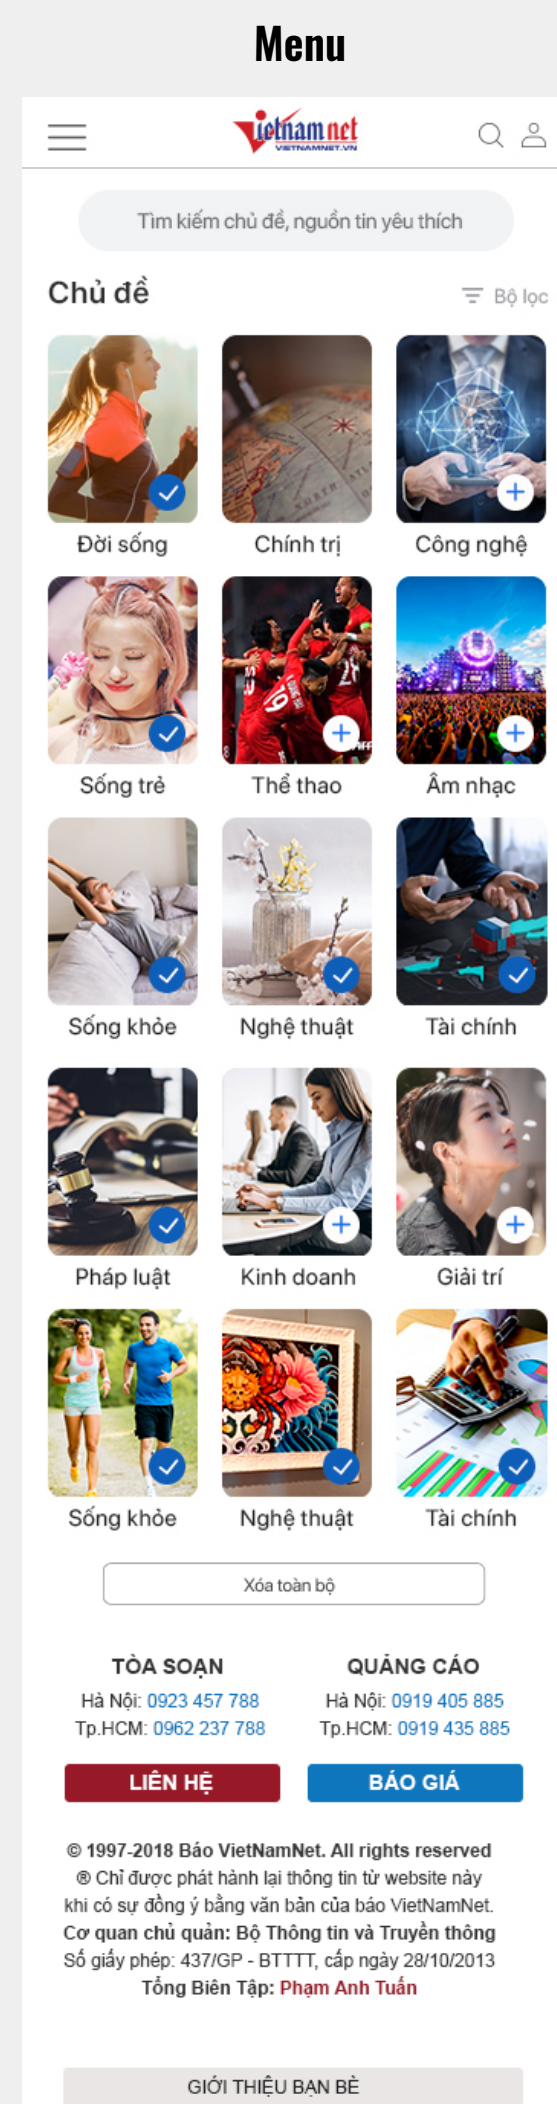 Menu
Vietnamnet
VIETNAMNET.VN
Tìm kiếm chủ đề, nguồn tin yêu thích
Chủ đề
Bộ lọc
Đời sống
Chính trị
Công nghệ
Sống trẻ
Thể thao
Âm nhạc
Sống khỏe
Nghệ thuật
Tài chính
Pháp luật
Kinh doanh
Giải trí
Sống khỏe
Nghệ thuật
Tài chính
Xóa toàn bộ
TÒA SOẠN
Hà Nội: 0923 457 788
Tp.HCM: 0962 237 788
LIÊN HỆ
QUẢNG CÁO
Hà Nội: 0919 405 885
Tp.HCM: 0919 435 885
BÁO GIÁ
© 1997-2018 Báo VietNamNet. All rights reserved
® Chỉ được phát hành lại thông tin từ website này
khi có sự đồng ý bằng văn bản của báo VietNamNet.
Cơ quan chủ quản: Bộ Thông tin và Truyền thông
Số giấy phép: 437/GP - BTTTT, cấp ngày 28/10/2013
Tổng Biên Tập: Phạm Anh Tuấn
GIỚI THIỆU BẠN BÈ